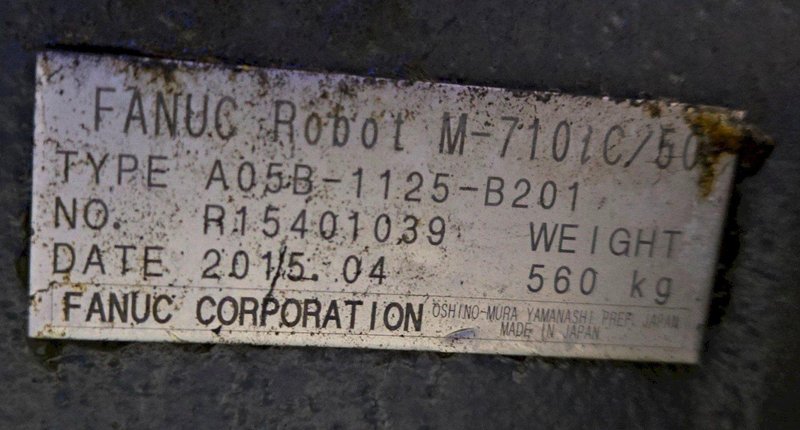 FANUC Robot M-710iC/50
TYPE A05B-1125-B201
NO. R15401039 WEIGHT
DATE 2015.04 560 kg
FANUC CORPORATION OSHINO-MURA YAMANASHI PREF. JAPAN
MADE IN JAPAN